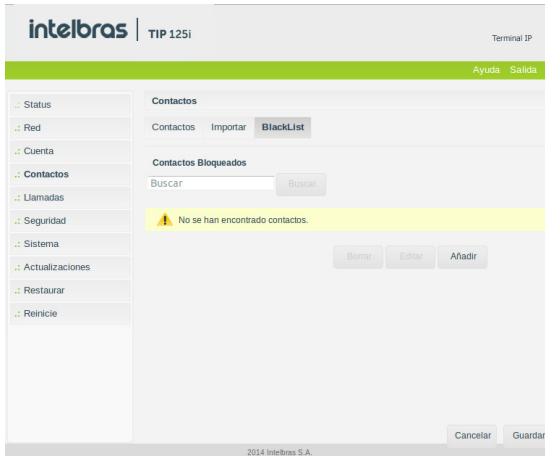 intelbras TIP 125i
Terminal IP
Ayuda Salida
.: Status
.: Red
.: Cuenta
.: Contactos
.: Llamadas
.: Seguridad
.: Sistema
.: Actualizaciones
.: Restaurar
.: Reinicie
Contactos
Contactos Importar BlackList
Contactos Bloqueados
Buscar Buscar
No se han encontrado contactos.
Borrar Editar Añadir
Cancelar Guardar
2014 Intelbras S.A.